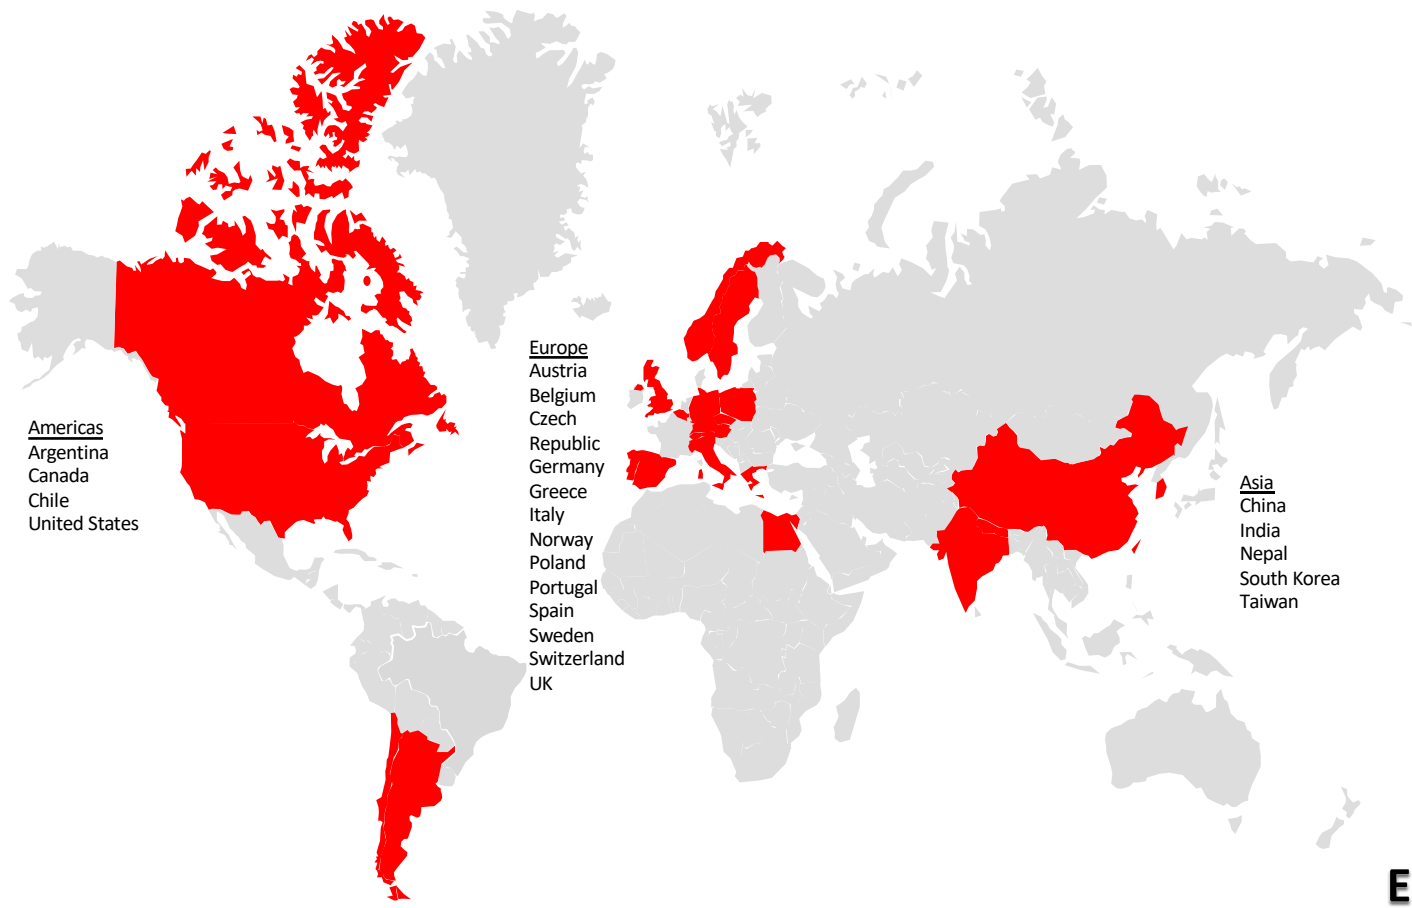 Americas
Argentina
Canada
Chile
United States
Europe
Austria
Belgium
Czech
Republic
Germany
Greece
Italy
Norway
Poland
Portugal
Spain
Sweden
Switzerland
UK
Asia
China
India
Nepal
South Korea
Taiwan
E